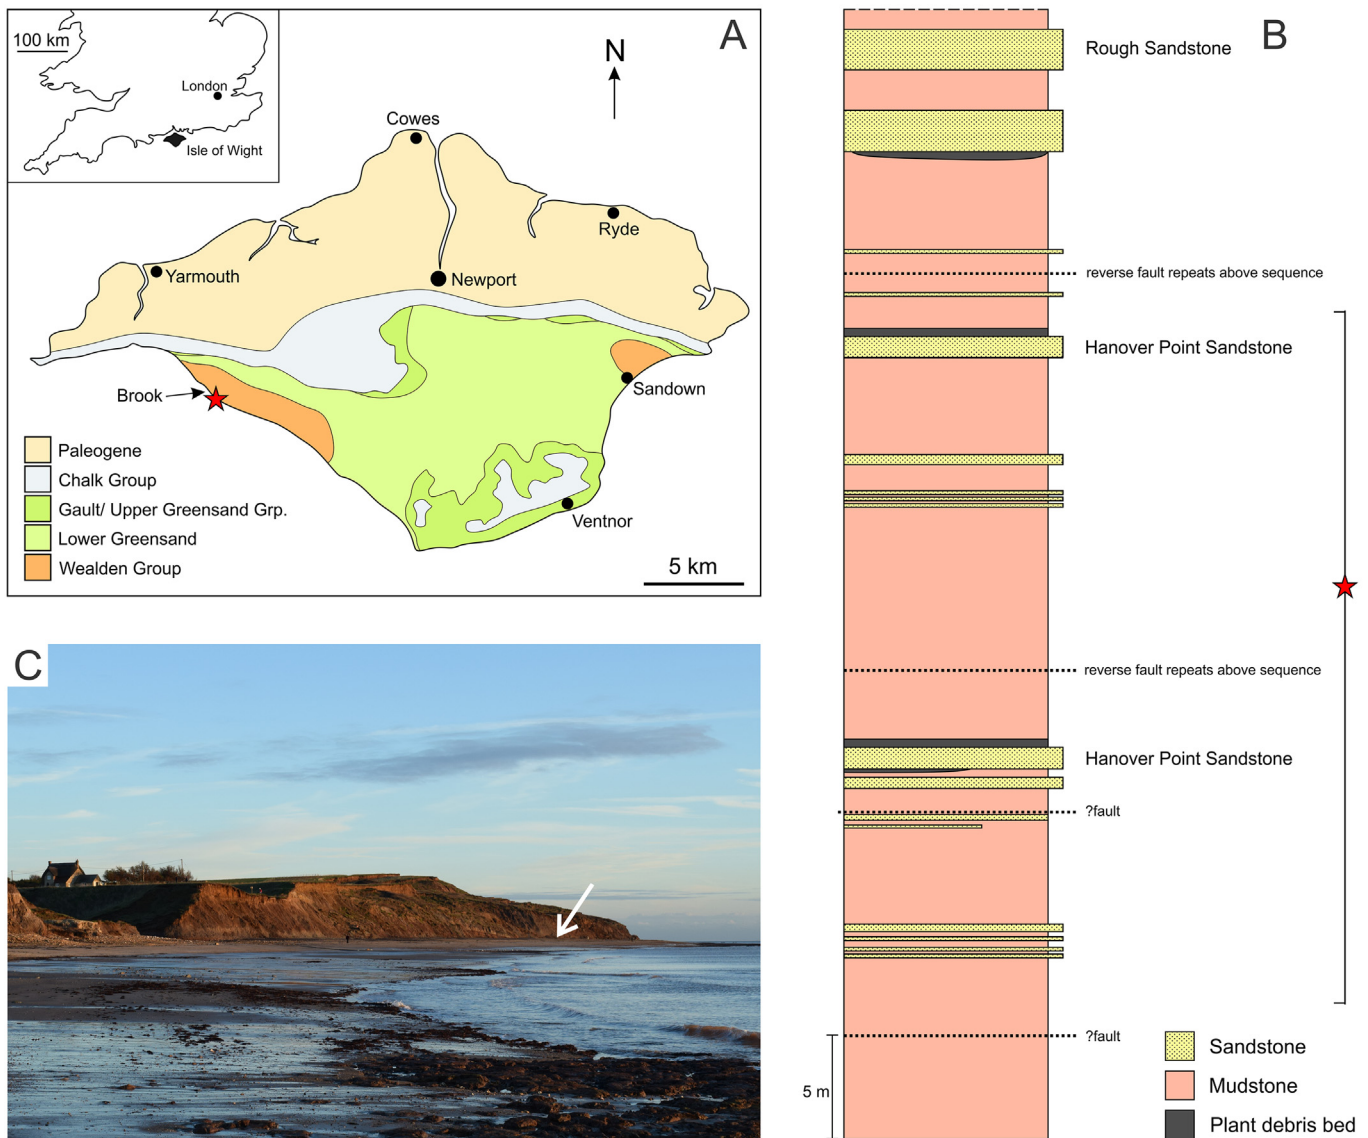 A
100 km
London
Isle of Wight
N
Cowes
Ryde
Yarmouth
Newport
Brook
Sandown
Ventnor
Paleogene
Chalk Group
Gault/ Upper Greensand Grp.
Lower Greensand
Wealden Group
5 km
B
Rough Sandstone
reverse fault repeats above sequence
Hanover Point Sandstone
reverse fault repeats above sequence
Hanover Point Sandstone
?fault
?fault
5 m
Sandstone
Mudstone
Plant debris bed
C